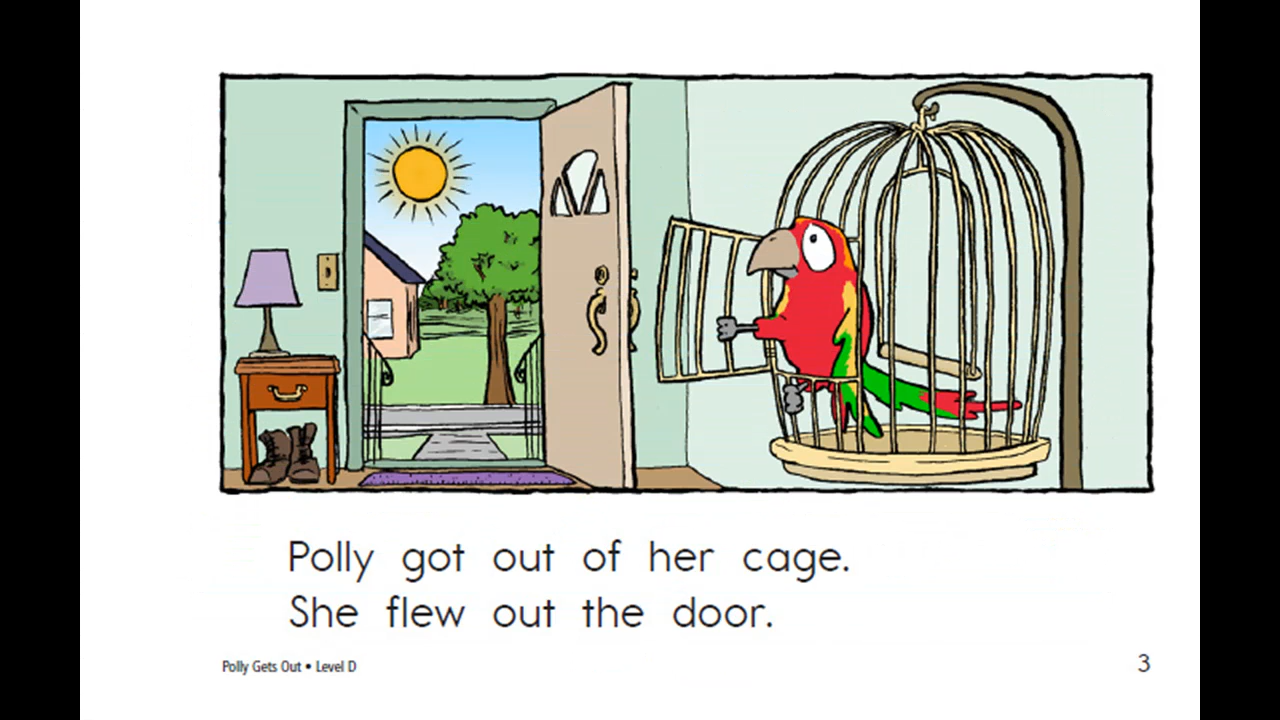 Polly got out of her cage.
She flew out the door.
Polly Gets Out • Level D
3